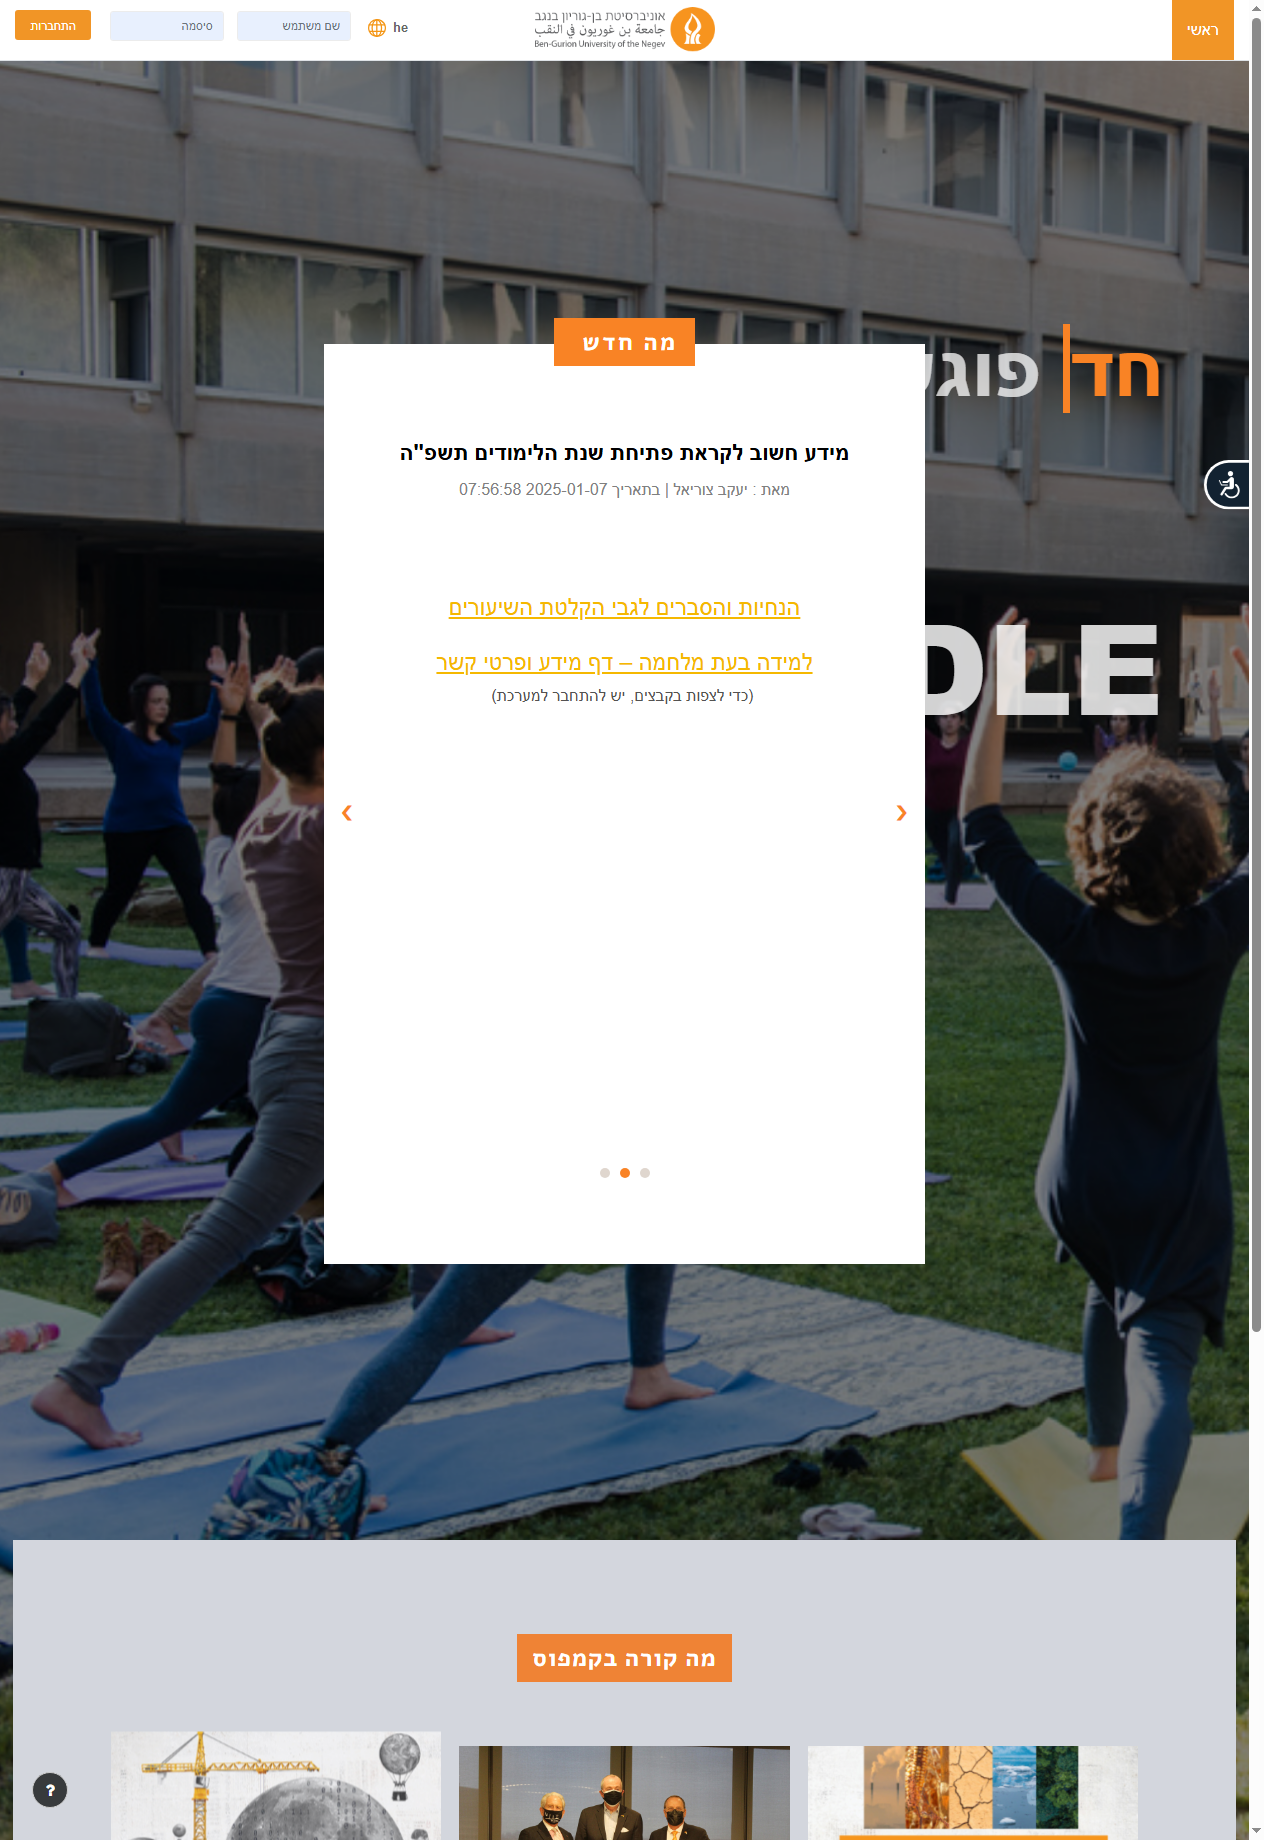 ראשי
אוניברסיטת בן-גוריון בנגב
جامعة بن غوريون في النقب
Ben-Gurion University of the Negev
he
שם משתמש
סיסמה
התחברות
חד
מה חדש
מידע חשוב לקראת פתיחת שנת הלימודים תשפ"ה
מאת : יעקב צוריאל | בתאריך 2025-01-07 07:56:58
הנחיות והסברים לגבי הקלטת השיעורים
למידה בעת מלחמה – דף מידע ופרטי קשר
(כדי לצפות בקבצים, יש להתחבר למערכת)
DLE
מה קורה בקמפוס
?